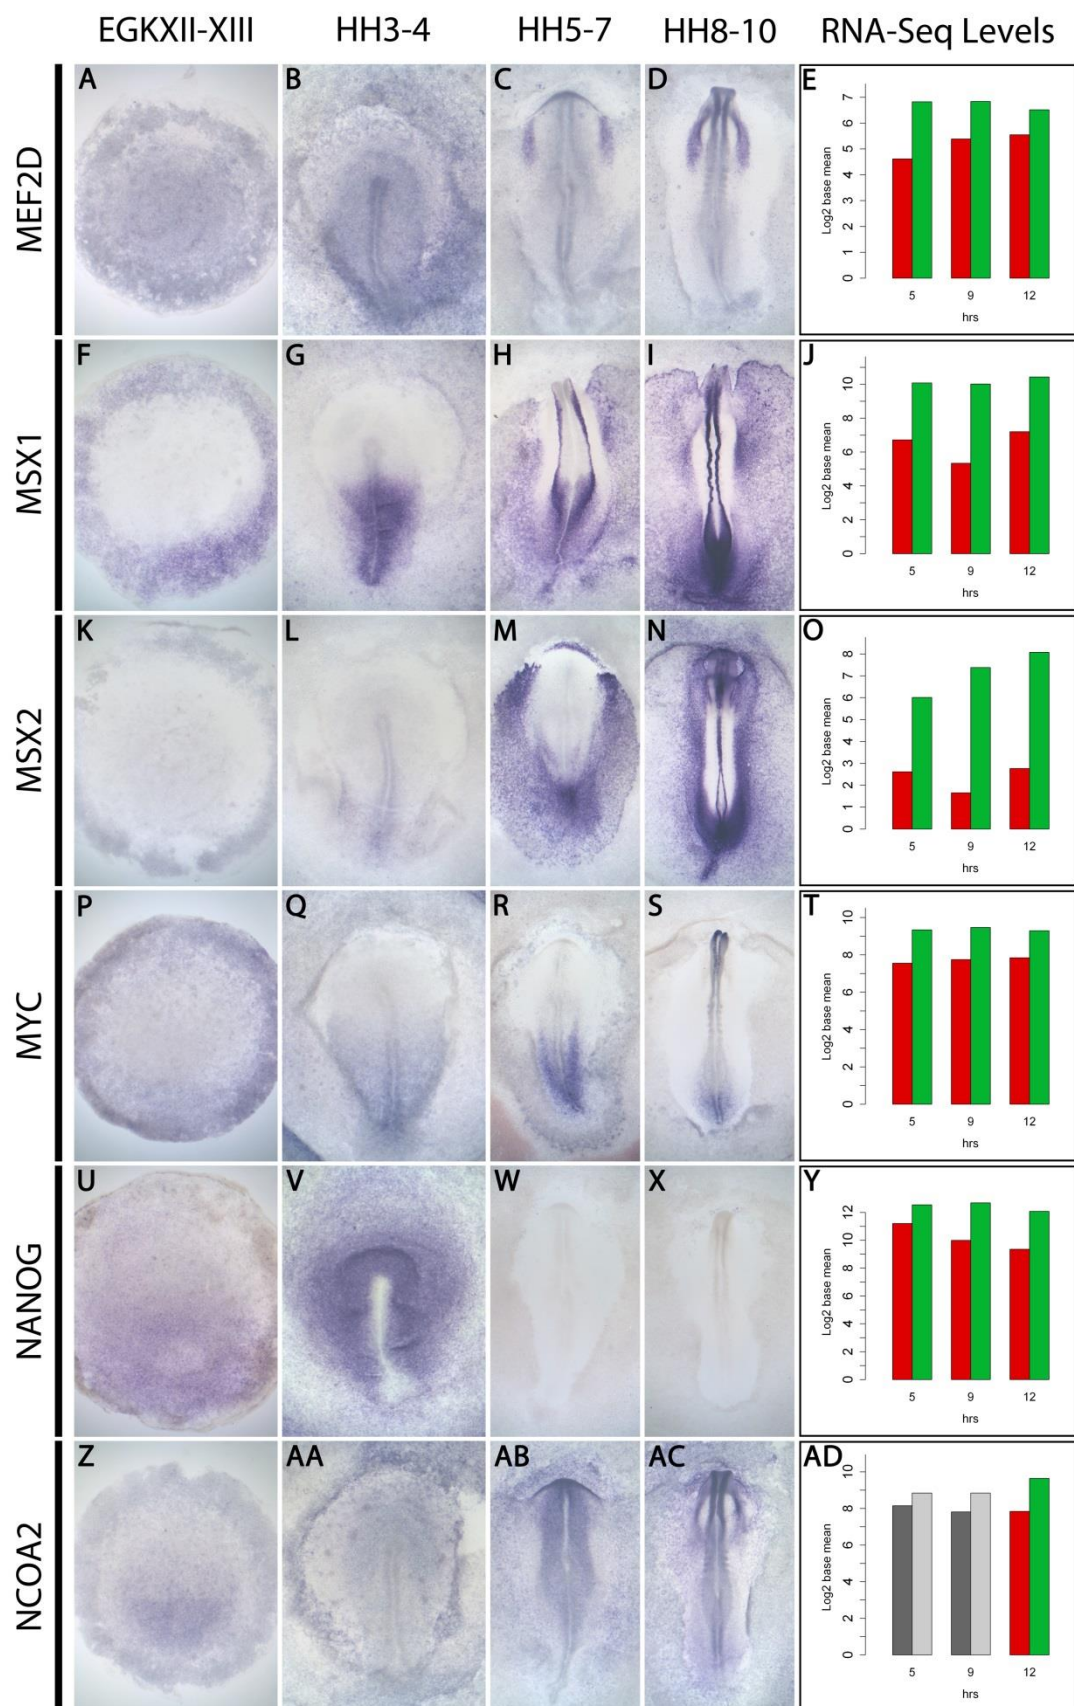 EGKXII-XIII HH3-4 HH5-7 HH8-10 RNA-Seq Levels
MEF2D
A B C D E
Log2 base mean
7
6
5
4
3
2
1
0
5 9 12
hrs
MSX1
F G H I J
Log2 base mean
10
8
6
4
2
0
5 9 12
hrs
MSX2
K L M N O
Log2 base mean
8
7
6
5
4
3
2
1
0
5 9 12
hrs
MYC
P Q R S T
Log2 base mean
10
8
6
4
2
0
5 9 12
hrs
NANOG
U V W X Y
Log2 base mean
12
10
8
6
4
2
0
5 9 12
hrs
NCOA2
Z AA AB AC AD
Log2 base mean
10
8
6
4
2
0
5 9 12
hrs